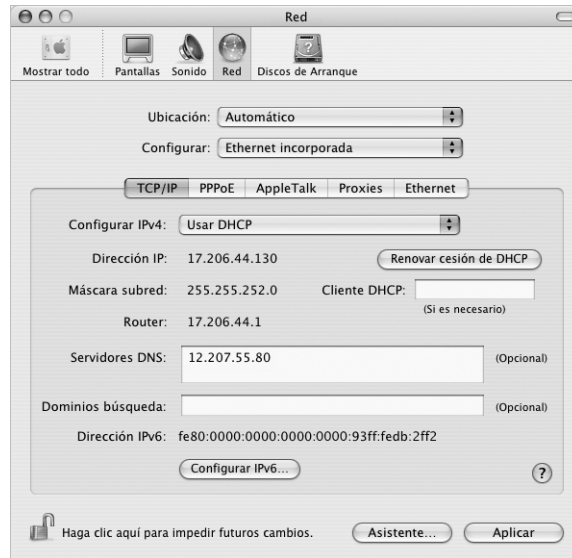 Red
Mostrar todo Pantallas Sonido Red Discos de Arranque
Ubicación: Automático
Configurar: Ethernet incorporada
TCP/IP PPPoE AppleTalk Proxies Ethernet
Configurar IPv4: Usar DHCP
Dirección IP: 17.206.44.130 Renovar cesión de DHCP
Máscara subred: 255.255.252.0 Cliente DHCP:
(Si es necesario)
Router: 17.206.44.1
Servidores DNS: 12.207.55.80 (Opcional)
Dominios búsqueda: (Opcional)
Dirección IPv6: fe80:0000:0000:0000:0000:93ff:fedb:2ff2
Configurar IPv6... ?
Haga clic aquí para impedir futuros cambios. Asistente... Aplicar